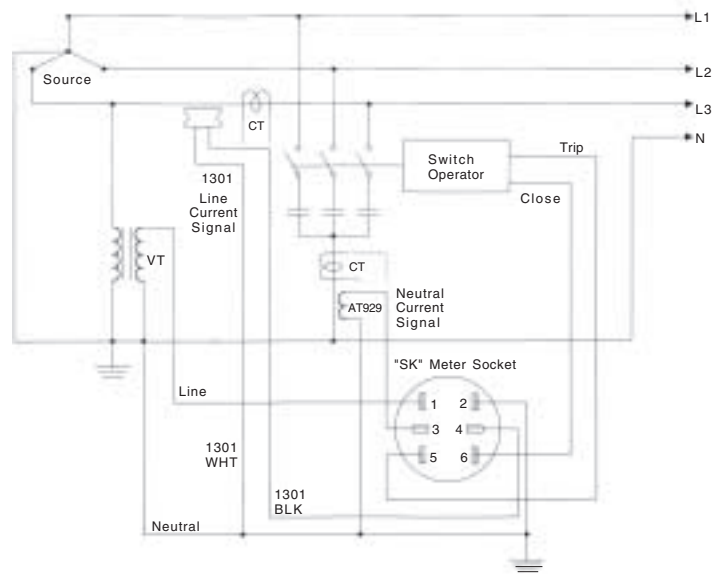 L1
Source
L2
L3
N
CT
Switch
Operator
Trip
Close
1301
Line
Current
Signal
VT
CT
AT929
Neutral
Current
Signal
"SK" Meter Socket
Line
1 2
3 4
5 6
1301
WHT
1301
BLK
Neutral